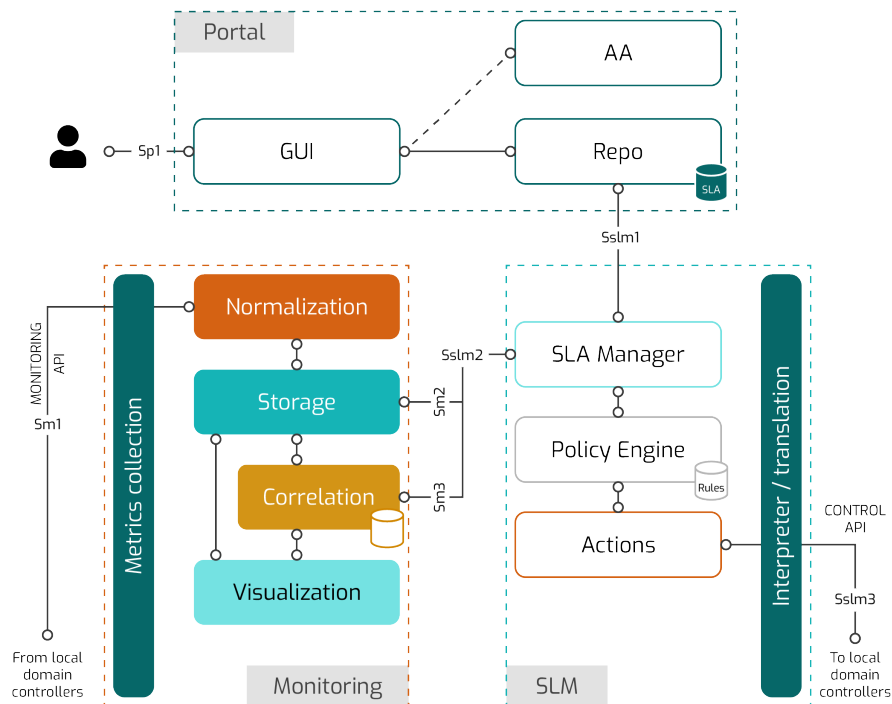 Portal
AA
GUI
Repo
SLA
Sp1
Sslm1
Metrics collection
Normalization
MONITORING
API
Sm1
Storage
Sm2
Sslm2
Correlation
Sm3
Visualization
From local
domain
controllers
Monitoring
SLA Manager
Policy Engine
Rules
Actions
Interpreter / translation
CONTROL
API
Sslm3
To local
domain
controllers
SLM